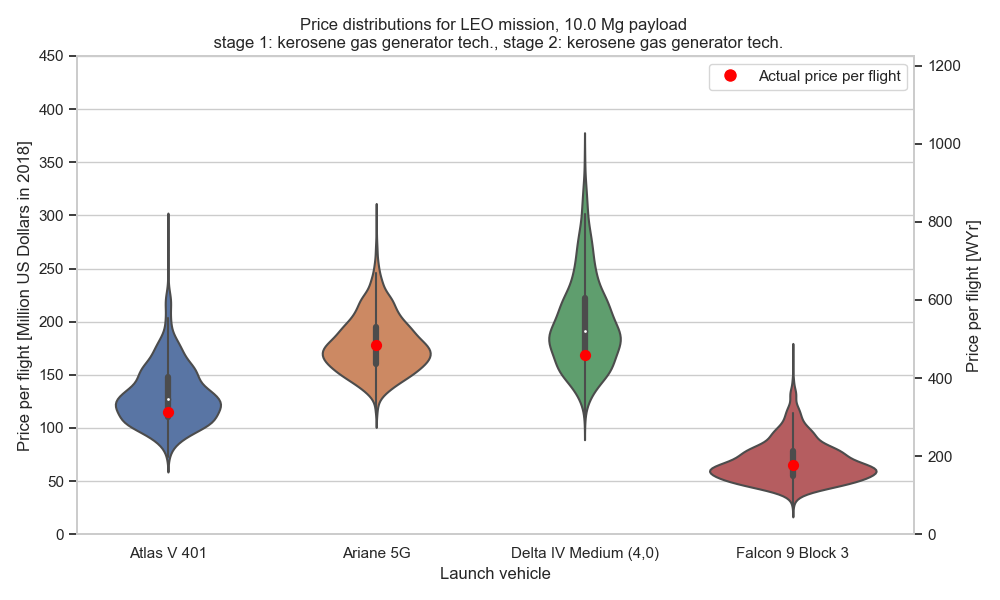 Price distributions for LEO mission, 10.0 Mg payload
stage 1: kerosene gas generator tech., stage 2: kerosene gas generator tech.
Actual price per flight
Price per flight [Million US Dollars in 2018]
450
400
350
300
250
200
150
100
50
0
1200
1000
800
600
400
200
0
Price per flight [WYr]
Atlas V 401
Ariane 5G
Delta IV Medium (4,0)
Falcon 9 Block 3
Launch vehicle